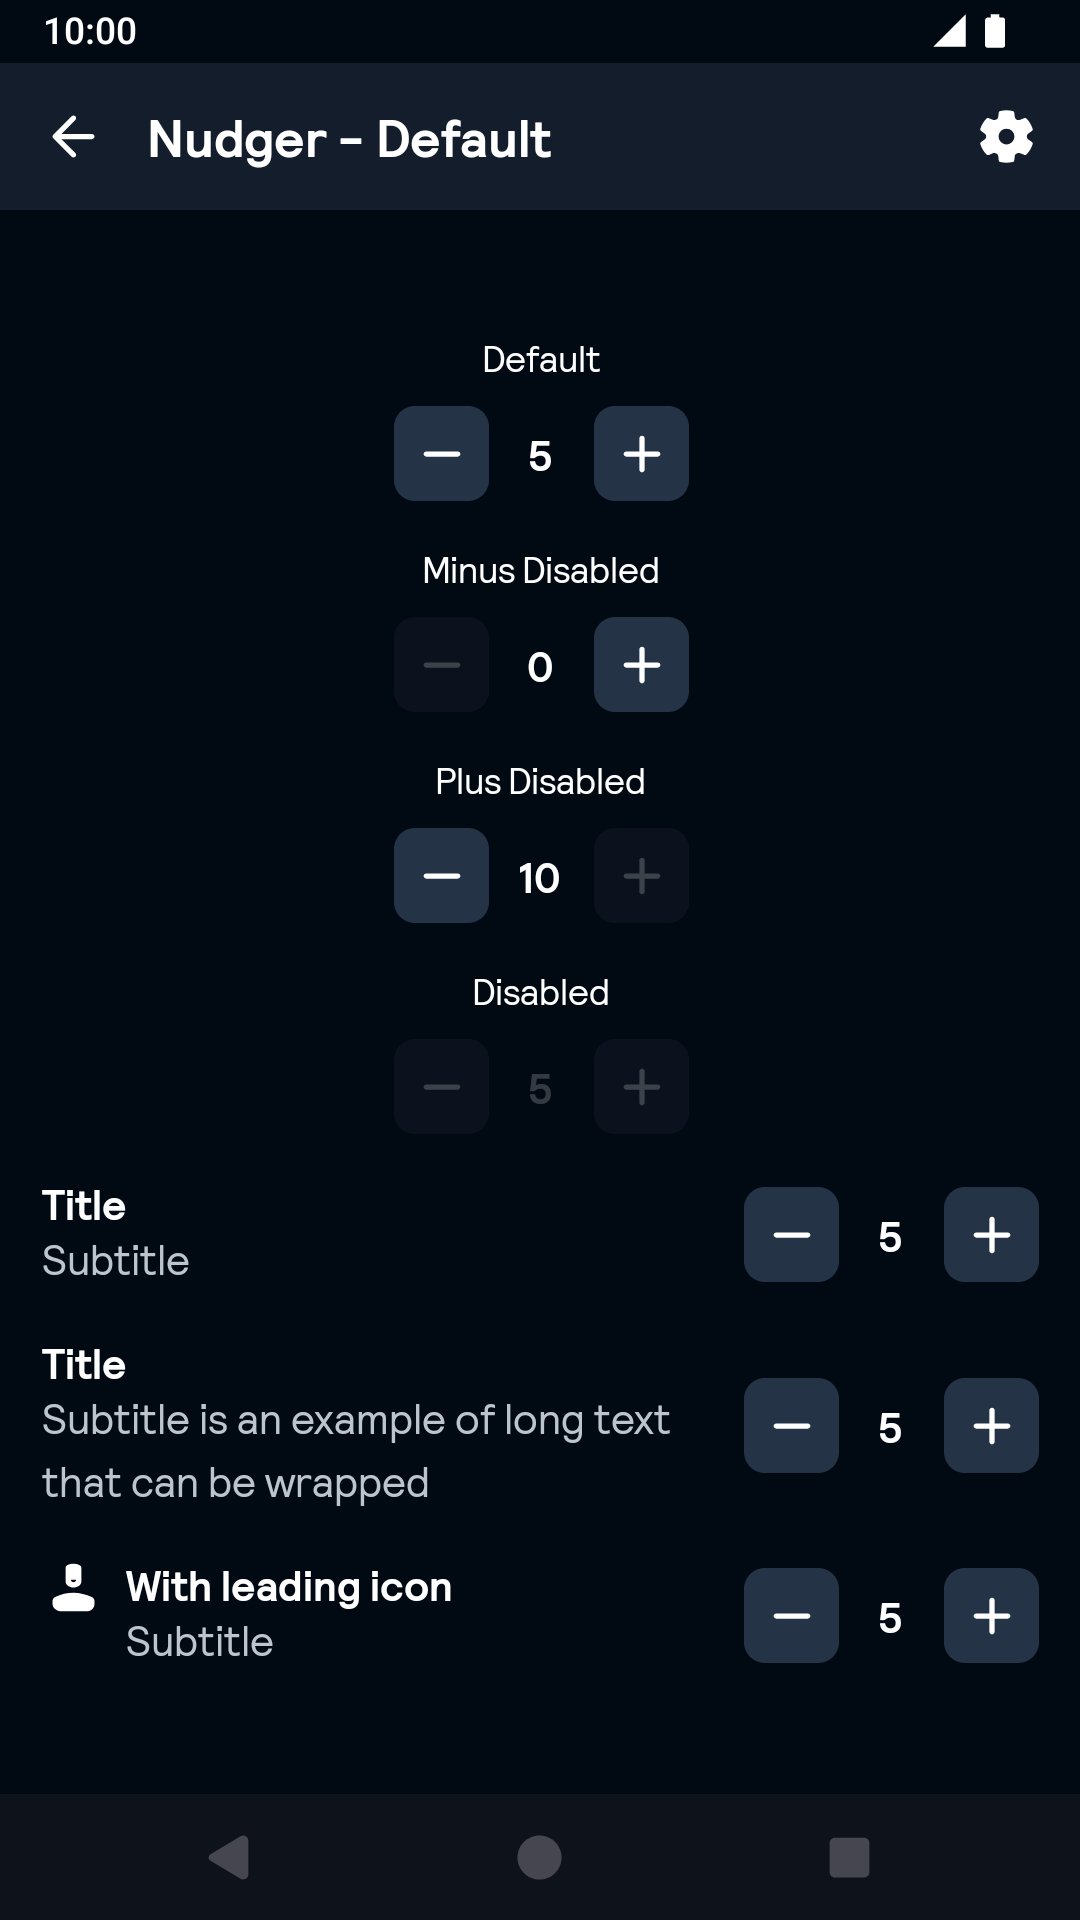 10:00
Nudger - Default
Default
5
Minus Disabled
0
Plus Disabled
10
Disabled
5
Title
Subtitle
5
Title
Subtitle is an example of long text
that can be wrapped
5
With leading icon
Subtitle
5